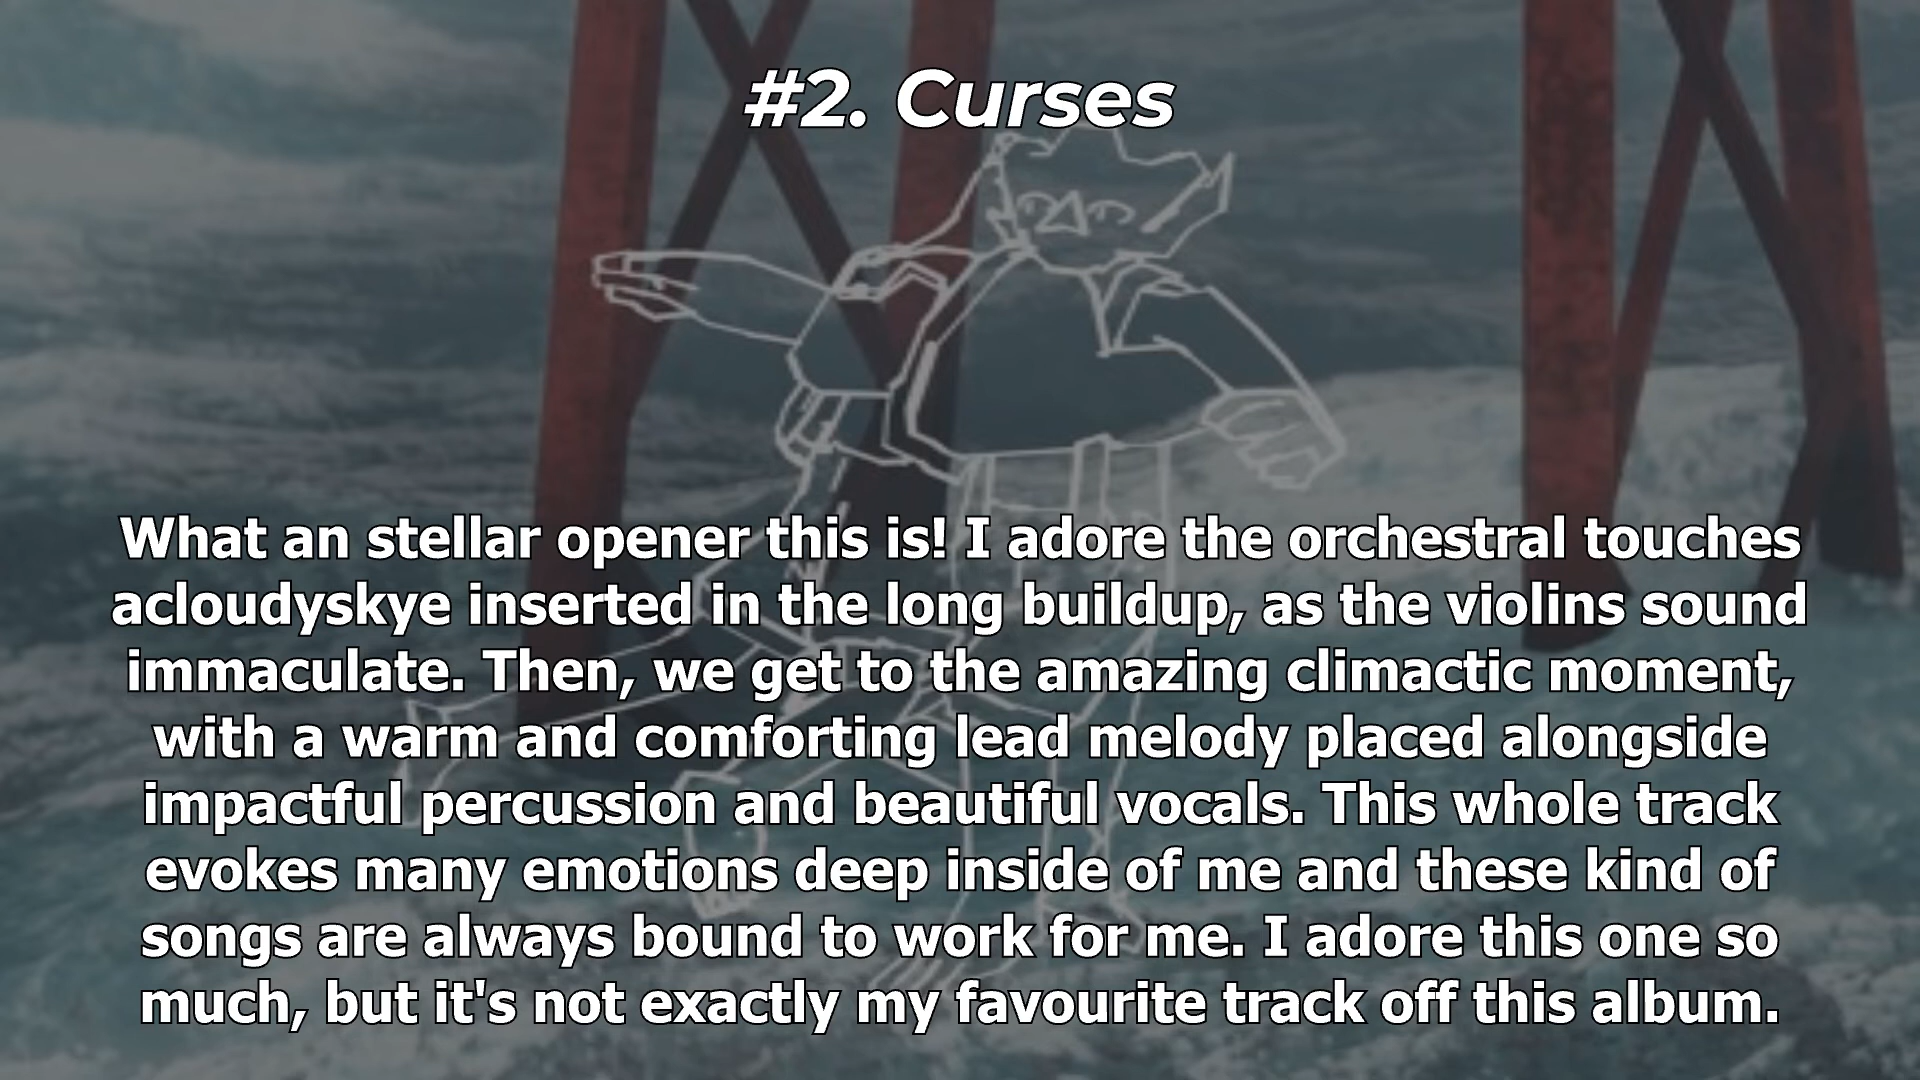 #2. Curses
What an stellar opener this is! I adore the orchestral touches
acloudyskye inserted in the long buildup, as the violins sound
immaculate. Then, we get to the amazing climactic moment,
with a warm and comforting lead melody placed alongside
impactful percussion and beautiful vocals. This whole track
evokes many emotions deep inside of me and these kind of
songs are always bound to work for me. I adore this one so
much, but it's not exactly my favourite track off this album.